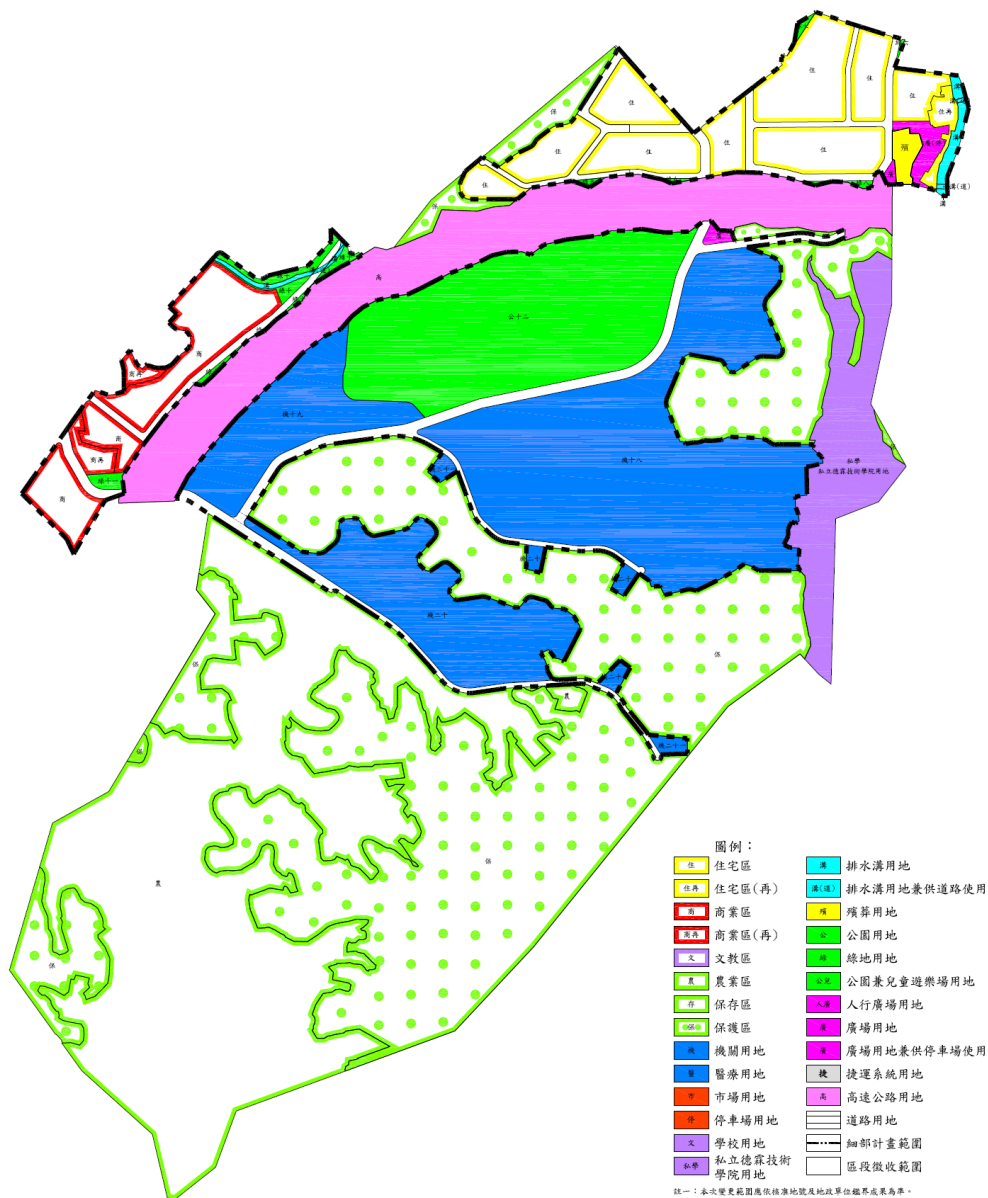 住
住
住
住
保
住
住
住
住
住再
溝
溝
溝
殯
住
保
溝(道)
溝
高
公十二
商
商再
機十九
商
商再
機十八
私學
私立德霖技術學院用地
綠十一
商
機二十
保
保
農
機二十一
保
保
農
保
圖例：
住 住宅區
住再 住宅區(再)
商 商業區
商再 商業區(再)
文 文教區
農 農業區
存 保存區
保 保護區
機 機關用地
醫 醫療用地
市 市場用地
停 停車場用地
文 學校用地
私學 私立德霖技術
學院用地
溝 排水溝用地
溝(道) 排水溝用地兼供道路使用
殯 殯葬用地
公 公園用地
綠 綠地用地
公兒 公園兼兒童遊樂場用地
人廣 人行廣場用地
廣 廣場用地
廣 廣場用地兼供停車場使用
捷 捷運系統用地
高 高速公路用地
道路用地
細部計畫範圍
區段徵收範圍
註一：本次變更範圍應依核准地號及地政單位鑑界成果為準。